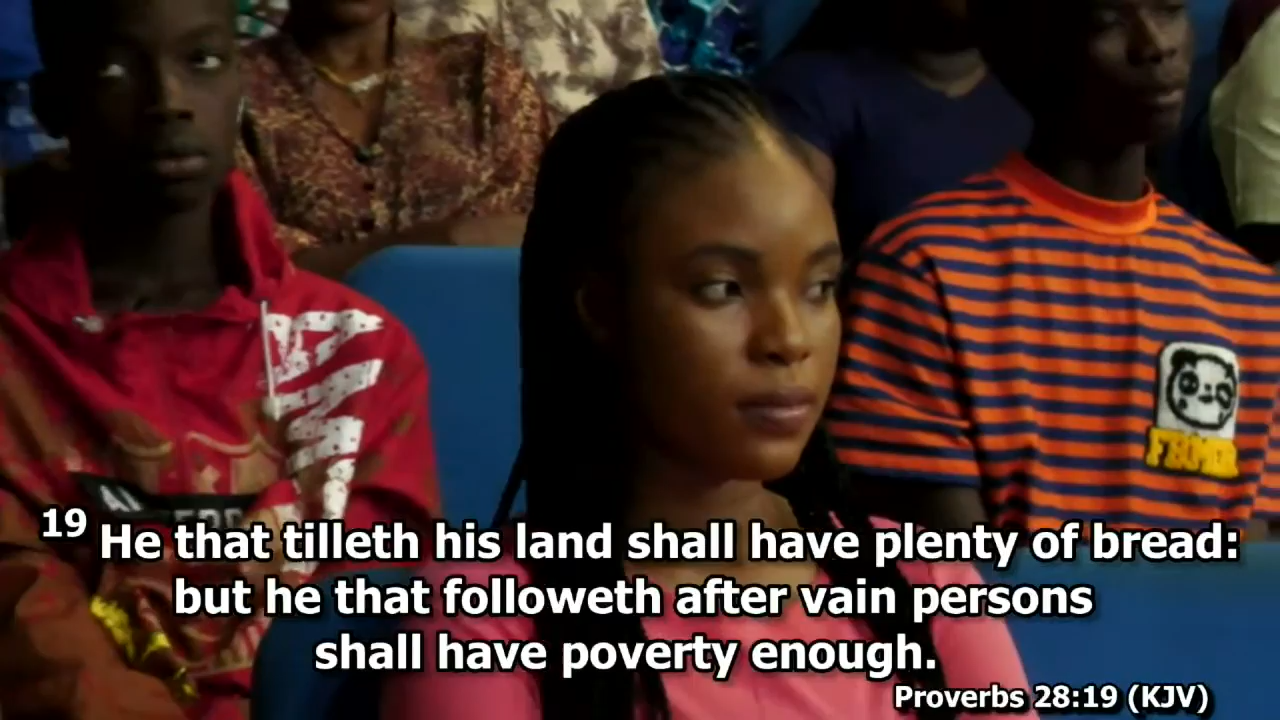 19 He that tilleth his land shall have plenty of bread:
but he that followeth after vain persons
shall have poverty enough.
Proverbs 28:19 (KJV)